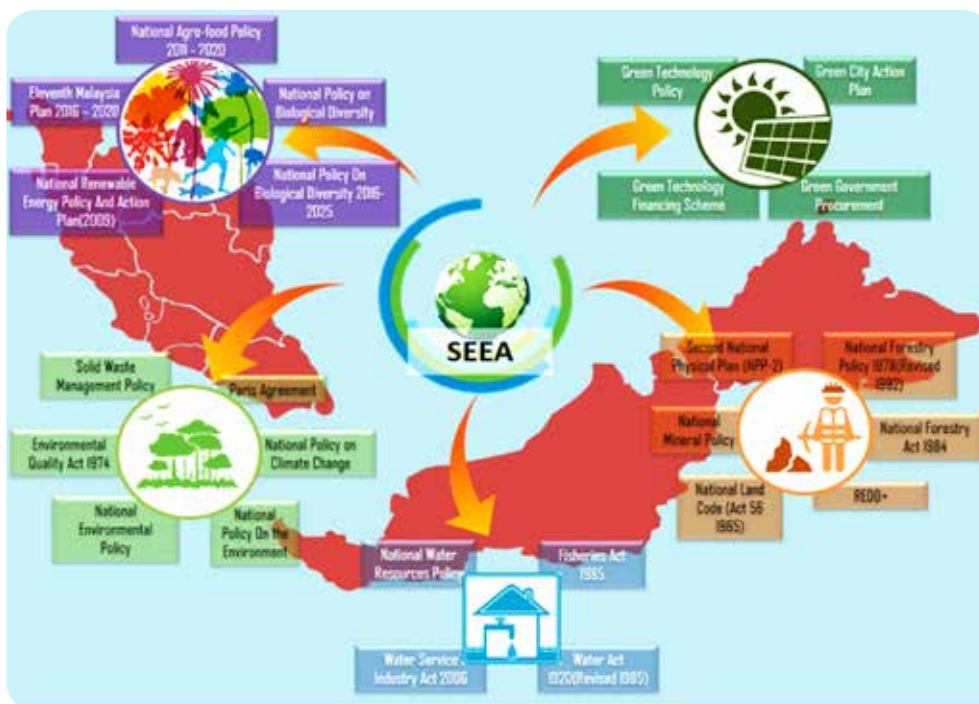 National Agro-food Policy
2011 - 2020
Eleventh Malaysia
Plan 2016 - 2020
National Policy on
Biological Diversity
National Renewable
Energy Policy And Action
Plan(2009)
National Policy On
Biological Diversity 2016-
2025
Green Technology
Policy
Green City Action
Plan
Green Technology
Financing Scheme
Green Government
Procurement
SEEA
Solid Waste
Management Policy
Paris Agreement
Environmental
Quality Act 1974
National Policy on
Climate Change
National
Environmental
Policy
National
Policy On the
Environment
Second National
Physical Plan (NPP-2)
National Forestry
Policy 1978(Revised
1992)
National
Mineral Policy
National Forestry
Act 1984
National Land
Code (Act 56
1965)
REDD+
National Water
Resources Policy
Fisheries Act
1985
Water Service
Industry Act 2006
Water Act
1920(Revised 1989)